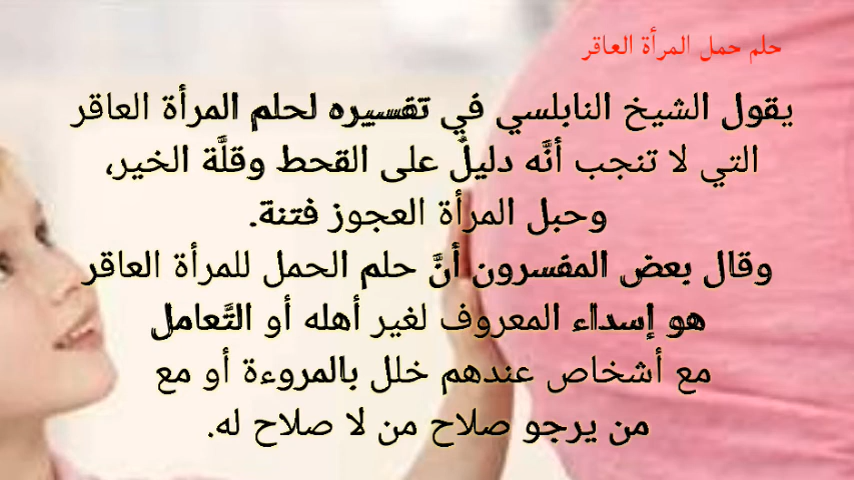 حلم حمل المرأة العاقر
يقول الشيخ النابلسي في تفسيره لحلم المرأة العاقر
التي لا تنجب أنَّه دليلٌ على القحط وقلَّة الخير،
وحبل المرأة العجوز فتنة.
وقال بعض المفسرون أنَّ حلم الحمل للمرأة العاقر
هو إسداء المعروف لغير أهله أو التَّعامل
مع أشخاص عندهم خلل بالمروءة أو مع
من يرجو صلاح من لا صلاح له.